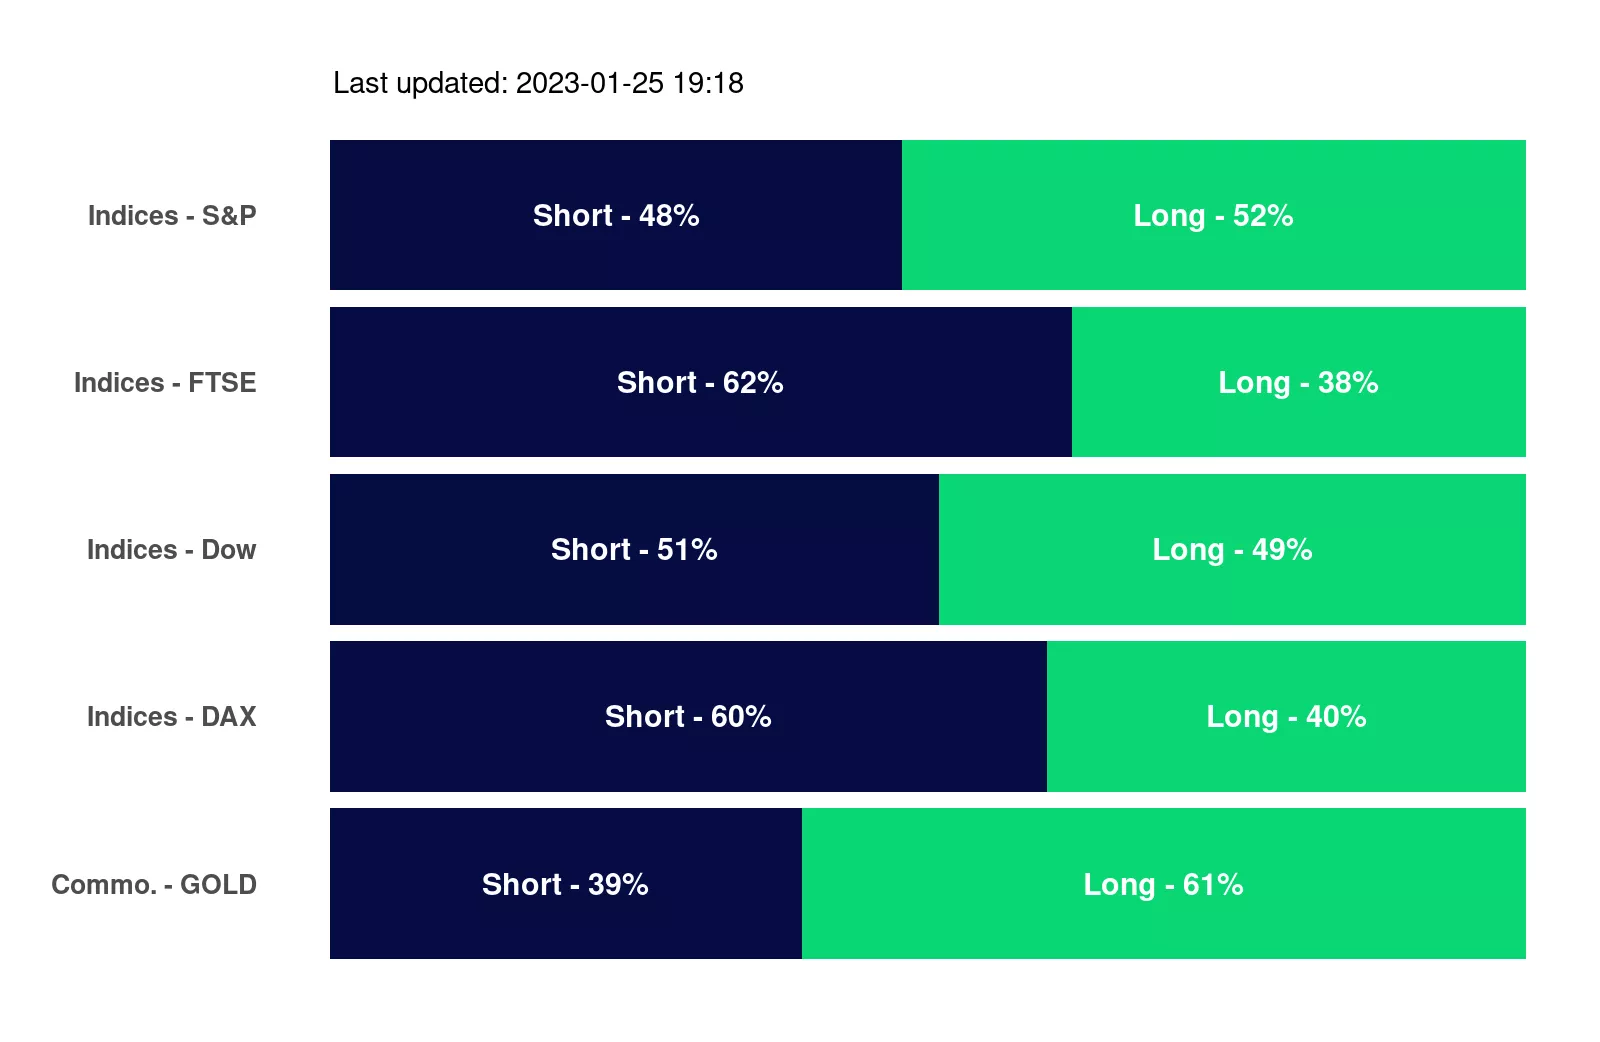 Last updated: 2023-01-25 19:18
Indices - S&P Short - 48% Long - 52%
Indices - FTSE Short - 62% Long - 38%
Indices - Dow Short - 51% Long - 49%
Indices - DAX Short - 60% Long - 40%
Commo. - GOLD Short - 39% Long - 61%